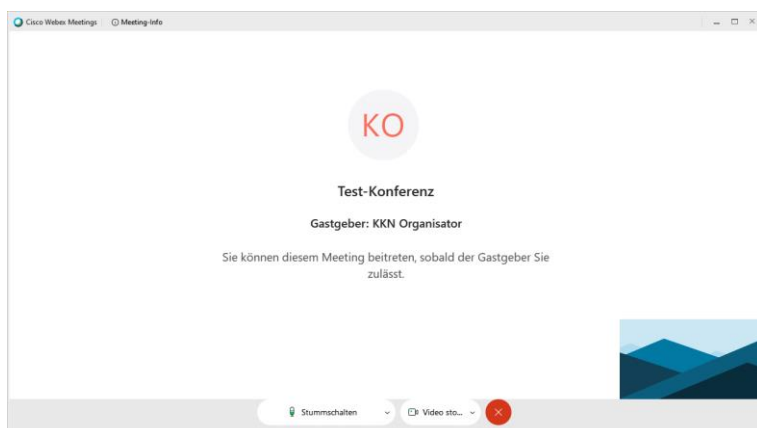 Cisco Webex Meetings Meeting-Info
KO
Test-Konferenz
Gastgeber: KKN Organisator
Sie können diesem Meeting beitreten, sobald der Gastgeber Sie
zulässt.
Stummschalten Video sto...